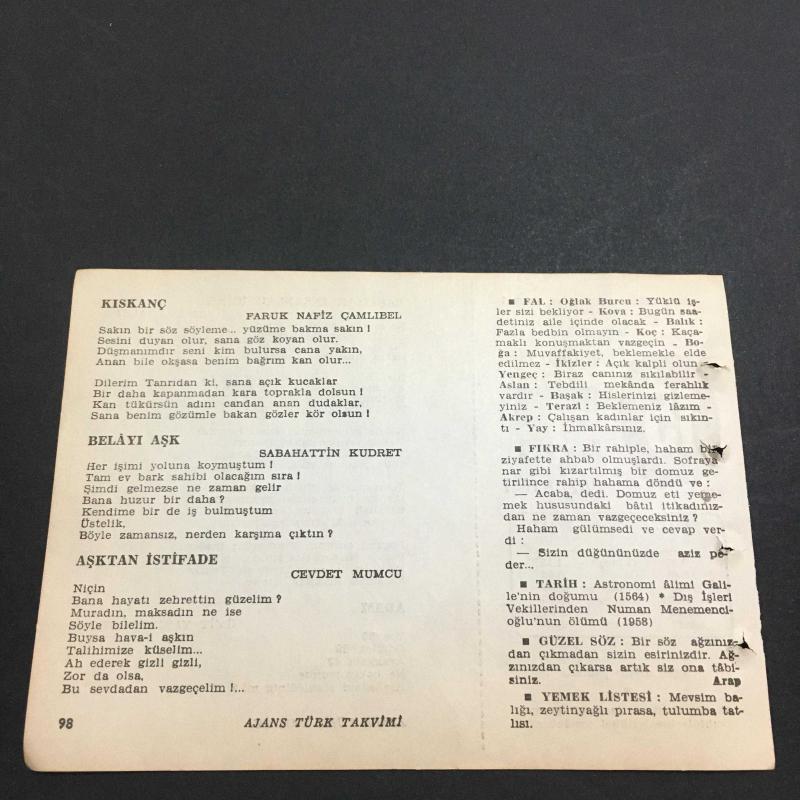 KISKANÇ
FARUK NAFİZ ÇAMLIBEL
Sakın bir söz söyleme... yüzüme bakma sakın !
Sesini duyan olur, sana göz koyan olur.
Düşmanımdır seni kim bulursa cana yakın,
Anan bile okşasa benim bağrım kan olur...
Dilerim Tanrıdan ki, sana açık kucaklar
Bir daha kapanmadan kara toprakla dolsun !
Kan tükürsün adını candan anan dudaklar,
Sana benim gözümle bakan gözler kör olsun !
BELÂYI AŞK
SABAHATTİN KUDRET
Her işimi yoluna koymuştum !
Tam ev bark sahibi olacağım sıra !
Şimdi gelmezse ne zaman gelir
Bana huzur bir daha ?
Kendime bir de iş bulmuştum
Üstelik,
Böyle zamansız, nerden karşıma çıktın ?
AŞKTAN İSTİFADE
CEVDET MUMCU
Niçin
Bana hayatı zehrettin güzelim ?
Muradın, maksadın ne ise
Söyle bilelim.
Buysa hava-i aşkın
Talihimize küselim...
Ah ederek gizli gizli,
Zor da olsa,
Bu sevdadan vazgeçelim !...
98
AJANS TÜRK TAKVİMİ
■ FAL : Oğlak Burcu : Yüklü iş-
ler sizi bekliyor - Kova : Bugün saa-
detiniz aile içinde olacak - Balık :
Fazla bedbin olmayın - Koç : Kaça-
maklı konuşmaktan vazgeçin - Bo-
ğa : Muvaffakiyet, beklemekle elde
edilmez - İkizler : Açık kalpli olun -
Yengeç : Biraz canınız sıkılabilir -
Aslan : Tebdili mekânda ferahlık
vardır - Başak : Hislerinizi gizleme-
yiniz - Terazi : Beklemeniz lâzım -
Akrep : Çalışan kadınlar için sıkın-
tı - Yay : İhmalkârsınız.
■ FIKRA : Bir rahiple, haham bir
ziyafette ahbab olmuşlardı. Sofraya
nar gibi kızartılmış bir domuz ge-
tirilince rahip hahama döndü ve :
— Acaba, dedi. Domuz eti yeme-
mek hususundaki bâtıl itikadınız-
dan ne zaman vazgeçeceksiniz ?
Haham gülümsedi ve cevap ver-
di :
— Sizin düğününüzde aziz pe-
der...
■ TARİH : Astronomi âlimi Gali-
le'nin doğumu (1564) * Dış İşleri
Vekillerinden Numan Menemenci-
oğlu'nun ölümü (1958)
■ GÜZEL SÖZ : Bir söz ağzınız-
dan çıkmadan sizin esirinizdir. Ağ-
zınızdan çıkarsa artık siz ona tâbi-
siniz. Arap
■ YEMEK LİSTESİ : Mevsim ba-
lığı, zeytinyağlı pırasa, tulumba tat-
lısı.